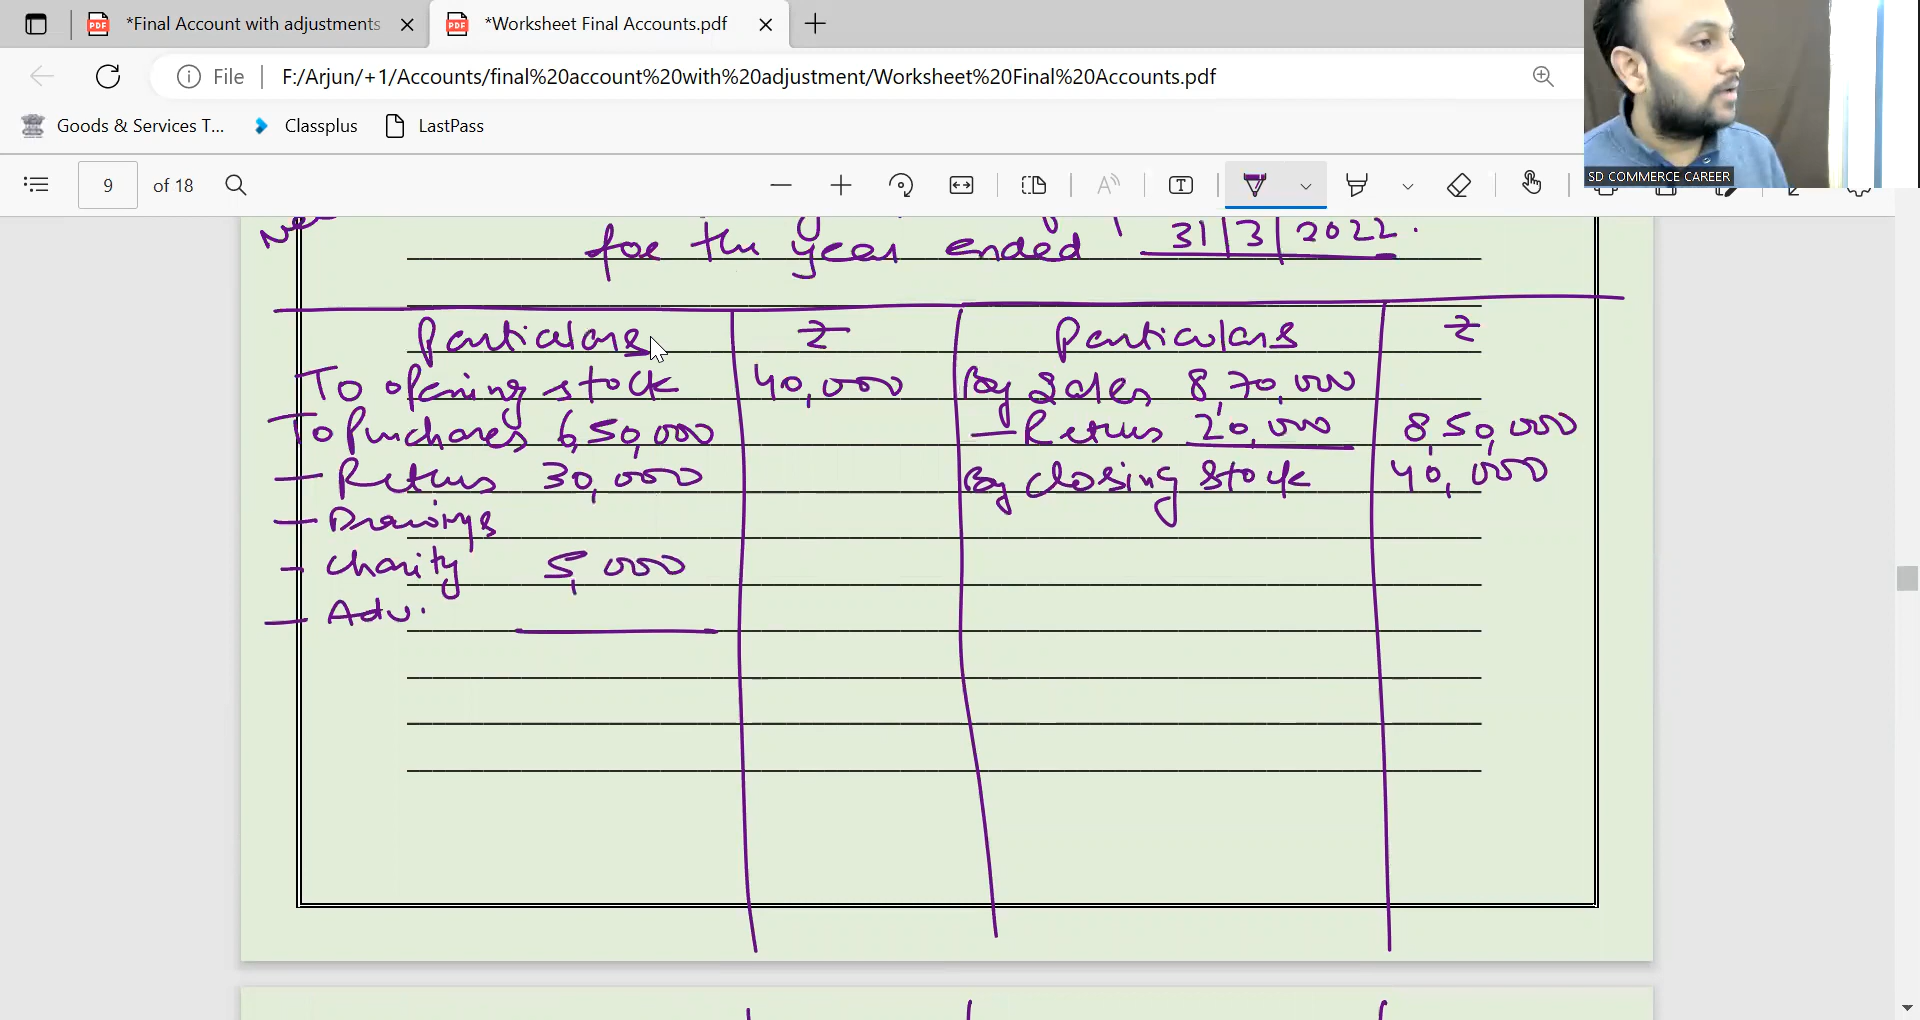 *Final Account with adjustments
*Worksheet Final Accounts.pdf
File F:/Arjun/+1/Accounts/final%20account%20with%20adjustment/Worksheet%20Final%20Accounts.pdf
Goods & Services T... Classplus LastPass
SD COMMERCE CAREER
9 of 18
for the year ended 31/3/2022.
Particulars ₹ Particulars ₹
To opening stock 40,000 By Sales 8,70,000
To Purchases 6,50,000 — Returns 20,000 8,50,000
— Returns 30,000 By closing stock 40,000
— Drawings
- Charity 5,000
— Adv.